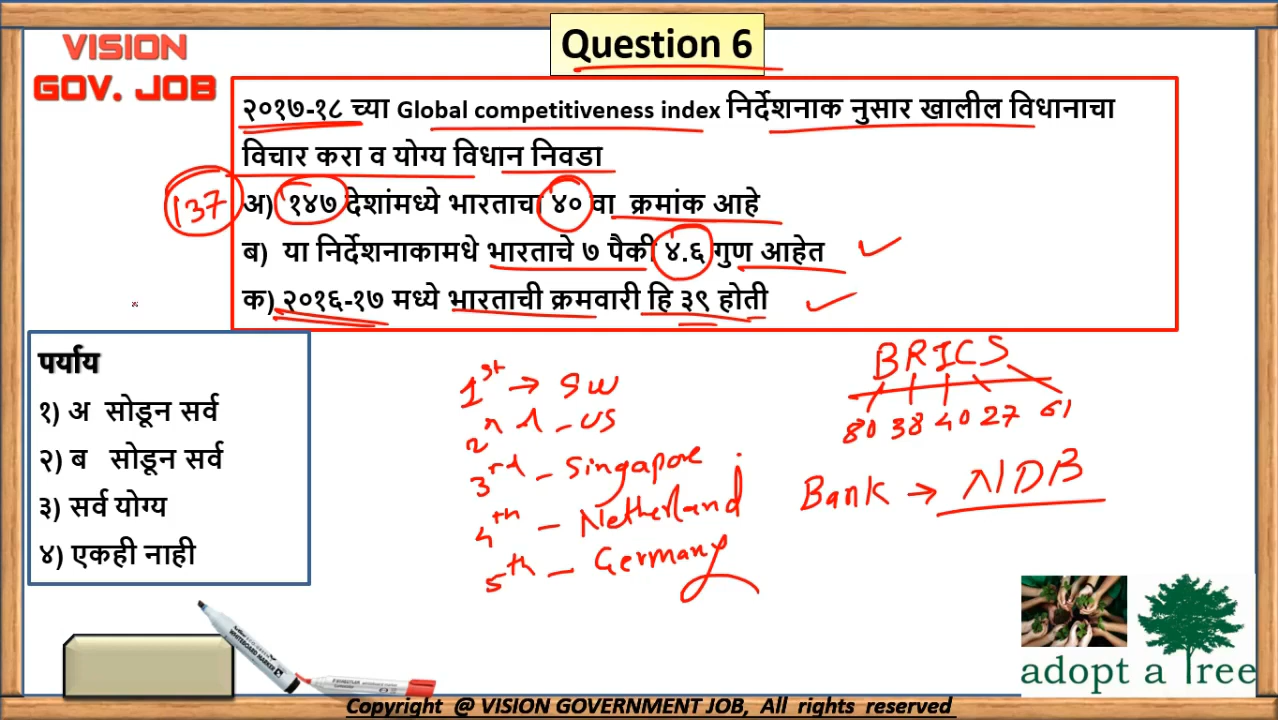 VISION
GOV. JOB
Question 6
२०१७-१८ च्या Global competitiveness index निर्देशनाक नुसार खालील विधानाचा
विचार करा व योग्य विधान निवडा
137
अ) १४७ देशांमध्ये भारताचा ४० वा क्रमांक आहे
ब) या निर्देशनाकामधे भारताचे ७ पैकी ४.६ गुण आहेत
क) २०१६-१७ मध्ये भारताची क्रमवारी हि ३९ होती
पर्याय
१) अ सोडून सर्व
२) ब सोडून सर्व
३) सर्व योग्य
४) एकही नाही
1st → SW
2nd - US
3rd - Singapore
4th - Netherland
5th - Germany
BRICS
80 38 40 27 61
Bank → NDB
adopt a Tree
Copyright @ VISION GOVERNMENT JOB, All rights reserved